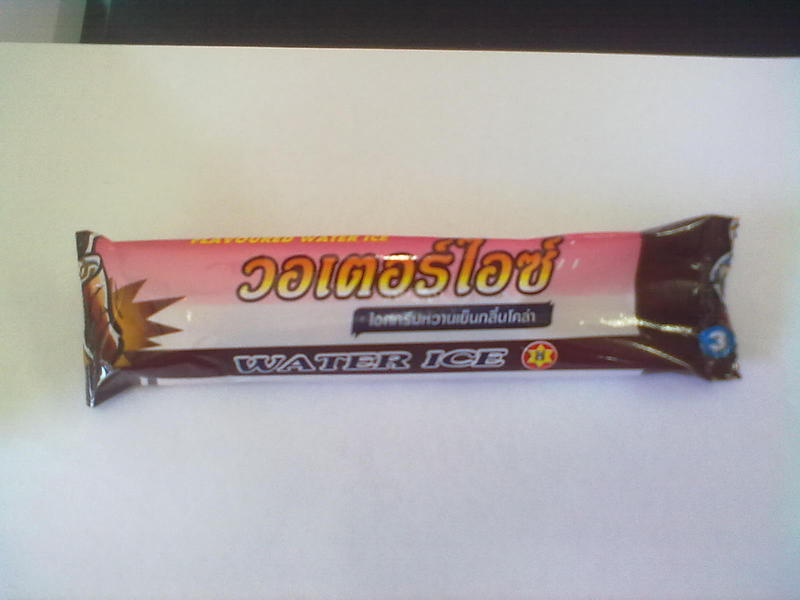 FLAVOURED WATER ICE
วอเตอร์ไอซ์
ไอศกรีมหวานเย็นกลิ่นโคล่า
WATER ICE
3